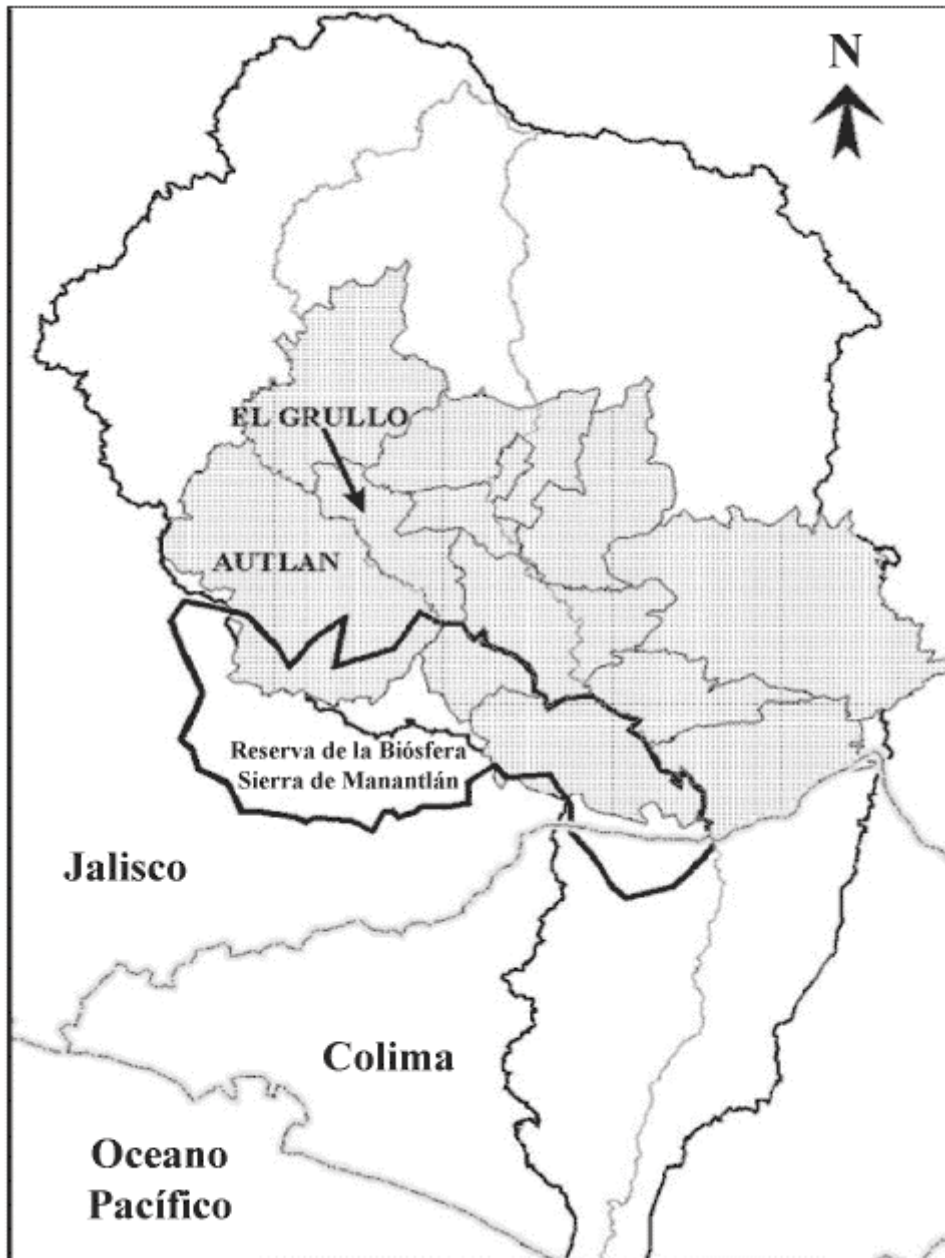 N
EL GRULLO
AUTLAN
Reserva de la Biósfera
Sierra de Manantlán
Jalisco
Colima
Oceano
Pacífico